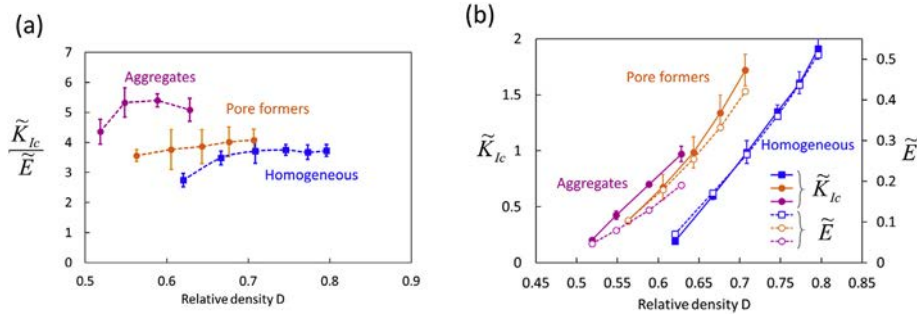 (a)
7
6
5
4
3
2
1
0
K̃_Ic
Ẽ
Aggregates
Pore formers
Homogeneous
0.5 0.6 0.7 0.8 0.9
Relative density D
(b)
2
1.5
1
0.5
0
K̃_Ic
Pore formers
Aggregates
Homogeneous
K̃_Ic
Ẽ
0.5
0.4
0.3
0.2
0.1
0
Ẽ
0.45 0.5 0.55 0.6 0.65 0.7 0.75 0.8 0.85
Relative density D